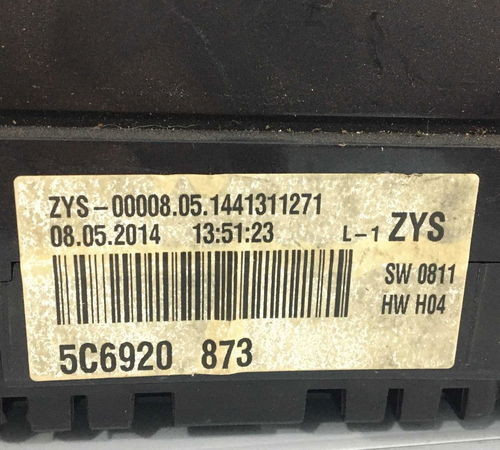 ZYS-00008.05.1441311271
08.05.2014 13:51:23 L-1 ZYS
SW 0811
HW H04
5C6920 873